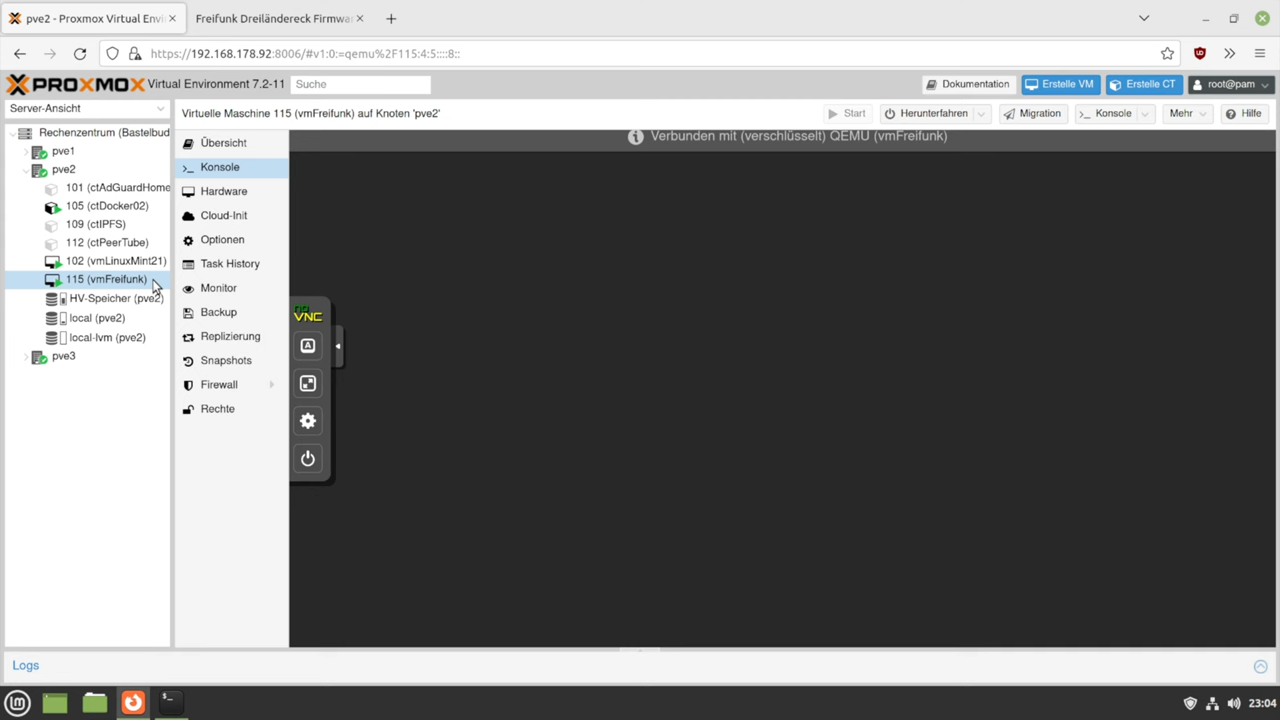 pve2 - Proxmox Virtual Envi
Freifunk Dreiländereck Firmwa
https://192.168.178.92:8006/#v1:0:=qemu%2F115:4:5::::8::
PROXMOX Virtual Environment 7.2-11
Suche
Dokumentation
Erstelle VM
Erstelle CT
root@pam
Server-Ansicht
Virtuelle Maschine 115 (vmFreifunk) auf Knoten 'pve2'
Start
Herunterfahren
Migration
>_ Konsole
Mehr
Hilfe
Rechenzentrum (Bastelbud
pve1
pve2
101 (ctAdGuardHome
105 (ctDocker02)
109 (ctIPFS)
112 (ctPeerTube)
102 (vmLinuxMint21)
115 (vmFreifunk)
HV-Speicher (pve2)
local (pve2)
local-lvm (pve2)
pve3
Übersicht
>_ Konsole
Hardware
Cloud-Init
Optionen
Task History
Monitor
Backup
Replizierung
Snapshots
Firewall
Rechte
Verbunden mit (verschlüsselt) QEMU (vmFreifunk)
no
VNC
A
Logs
23:04